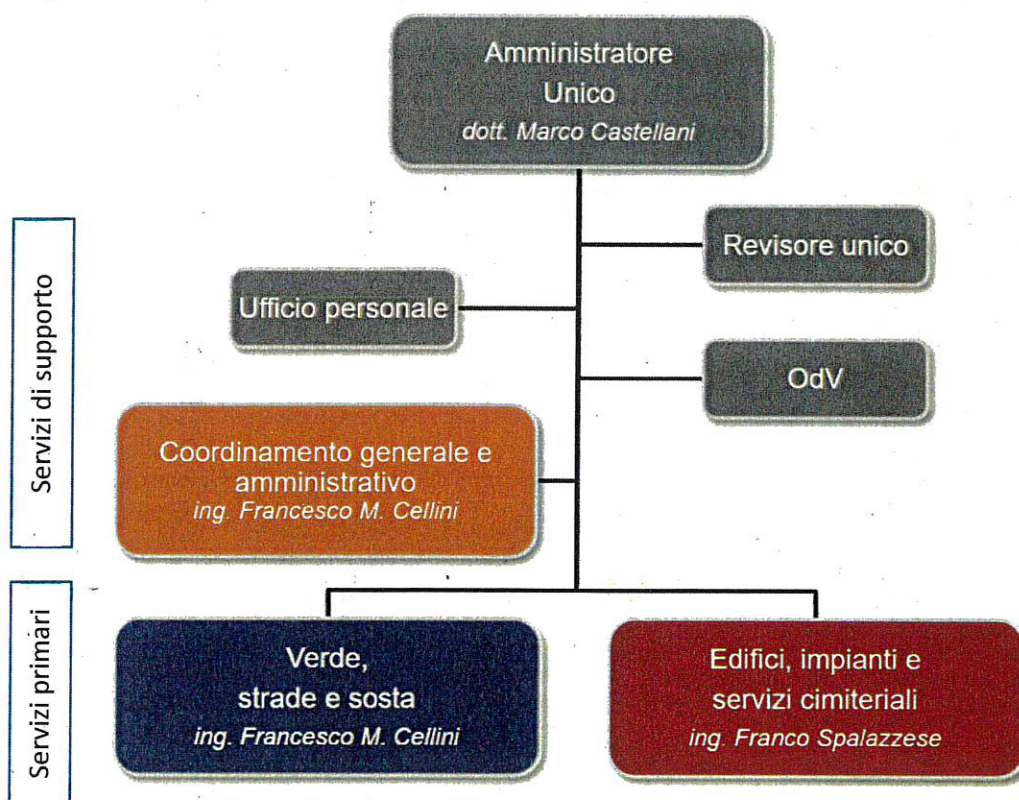 Amministratore
Unico
dott. Marco Castellani
Servizi di supporto
Revisore unico
Ufficio personale
OdV
Coordinamento generale e
amministrativo
ing. Francesco M. Cellini
Servizi primari
Verde,
strade e sosta
ing. Francesco M. Cellini
Edifici, impianti e
servizi cimiteriali
ing. Franco Spalazzese